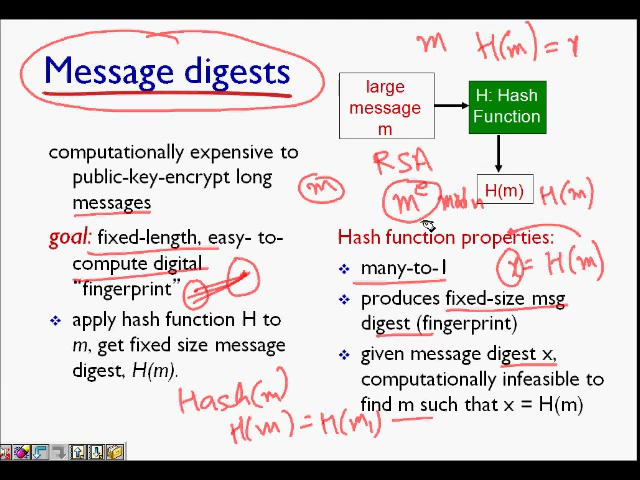 m H(m) = x
Message digests
large
message
m
H: Hash
Function
H(m)
H(m)
RSA
m
m^e mod n
computationally expensive to
public-key-encrypt long
messages
goal: fixed-length, easy- to-
compute digital
"fingerprint"
❖ apply hash function H to
m, get fixed size message
digest, H(m).
Hash(m)
H(m) = H(m₁)
Hash function properties:
❖ many-to-1
x = H(m)
❖ produces fixed-size msg
digest (fingerprint)
❖ given message digest x,
computationally infeasible to
find m such that x = H(m)